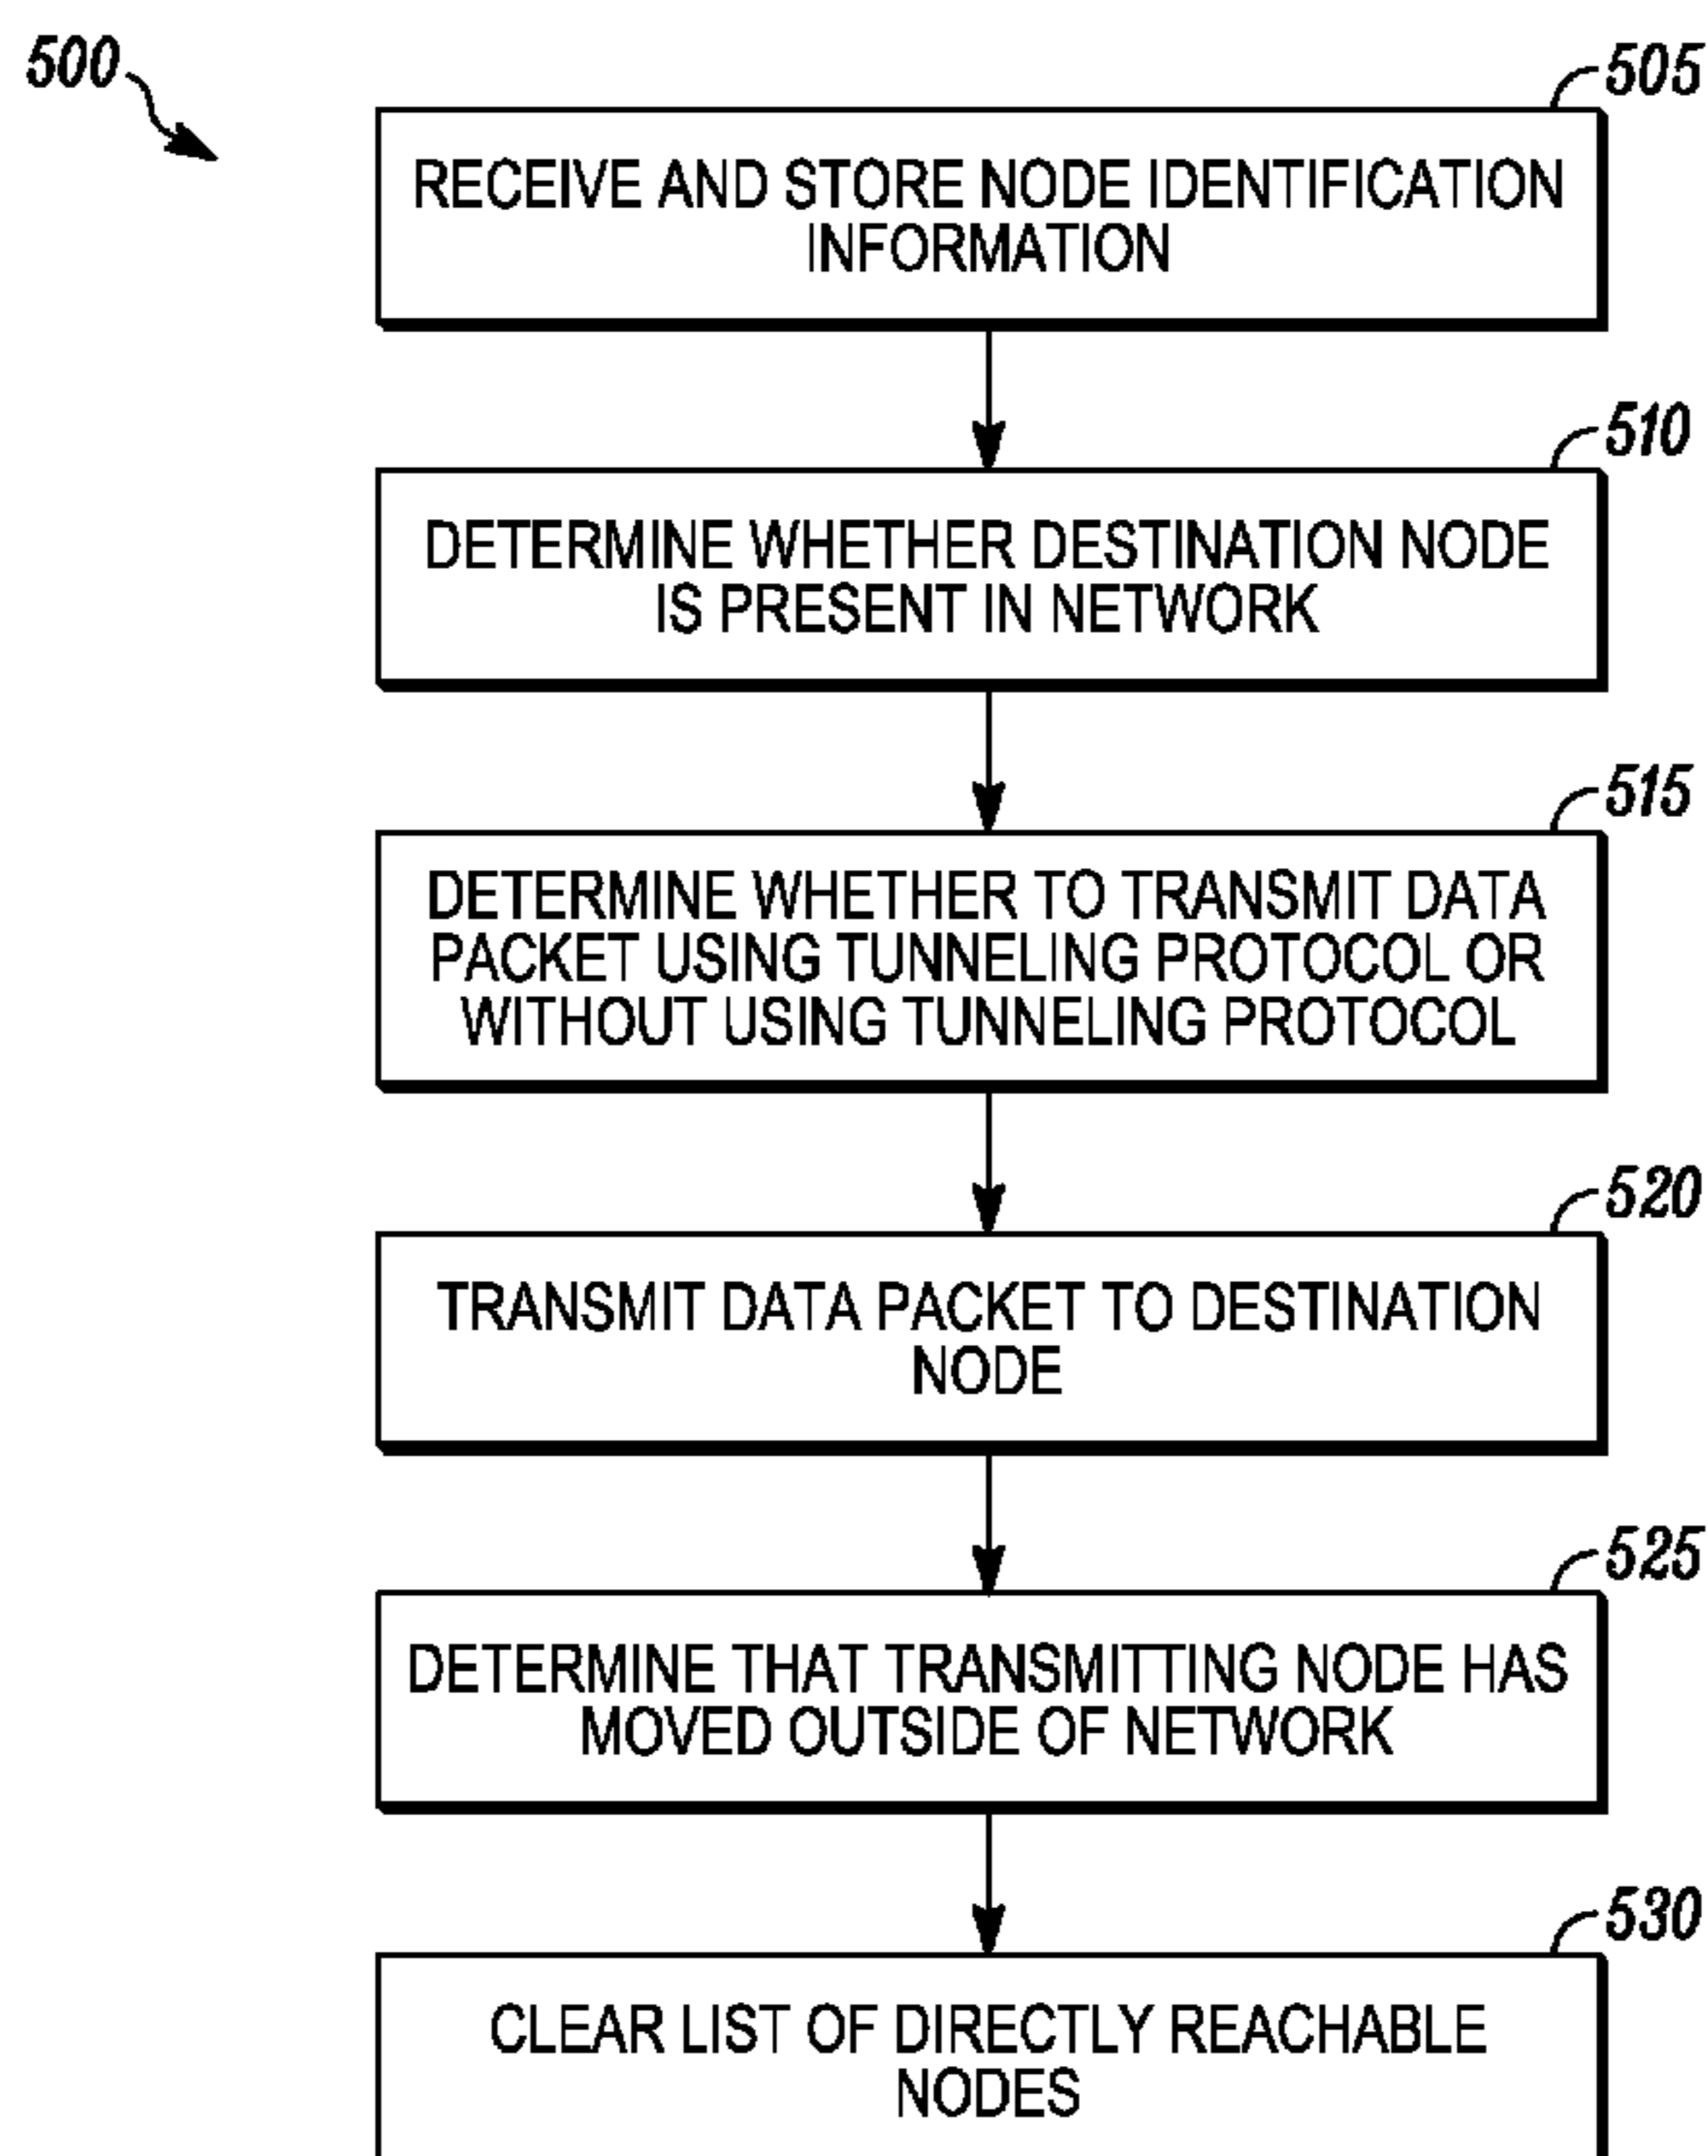 500
505
RECEIVE AND STORE NODE IDENTIFICATION
INFORMATION
510
DETERMINE WHETHER DESTINATION NODE
IS PRESENT IN NETWORK
515
DETERMINE WHETHER TO TRANSMIT DATA
PACKET USING TUNNELING PROTOCOL OR
WITHOUT USING TUNNELING PROTOCOL
520
TRANSMIT DATA PACKET TO DESTINATION
NODE
525
DETERMINE THAT TRANSMITTING NODE HAS
MOVED OUTSIDE OF NETWORK
530
CLEAR LIST OF DIRECTLY REACHABLE
NODES